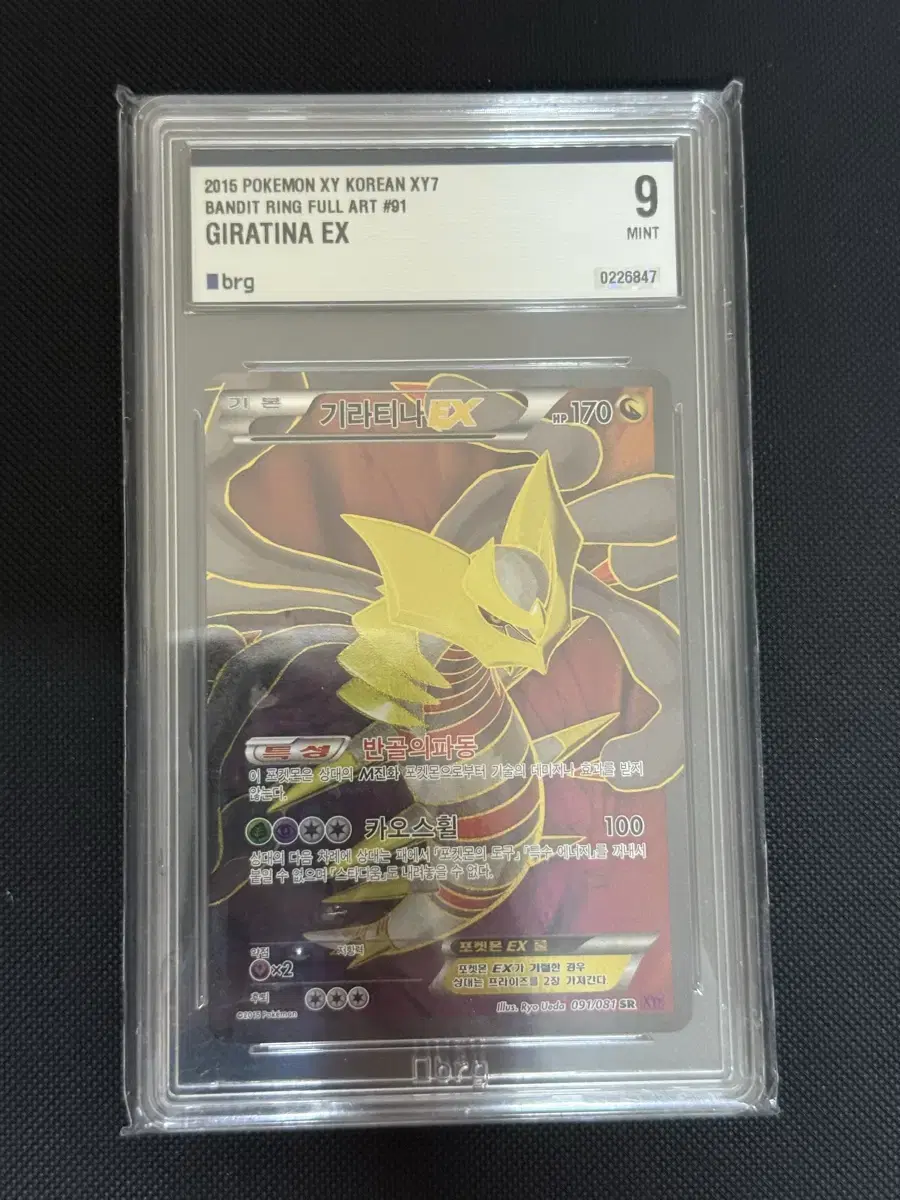 2015 POKEMON XY KOREAN XY7
BANDIT RING FULL ART #91
GIRATINA EX
9
MINT
brg
0226847
기본
기라티나 EX
HP 170
특성
반골의파동
이 포켓몬은 상대의 M진화 포켓몬으로부터 기술의 데미지나 효과를 받지
않는다.
카오스휠
100
상대의 다음 차례에 상대는 패에서 「포켓몬의 도구」, 「특수 에너지」를 꺼내서
붙일 수 없으며 「스타디움」도 내려놓을 수 없다.
약점
저항력
×2
후퇴
포켓몬 EX 룰
포켓몬 EX가 기절한 경우
상대는 프라이즈를 2장 가져간다.
©2015 Pokémon
Illus. Ryo Ueda 091/081 SR XY
brg